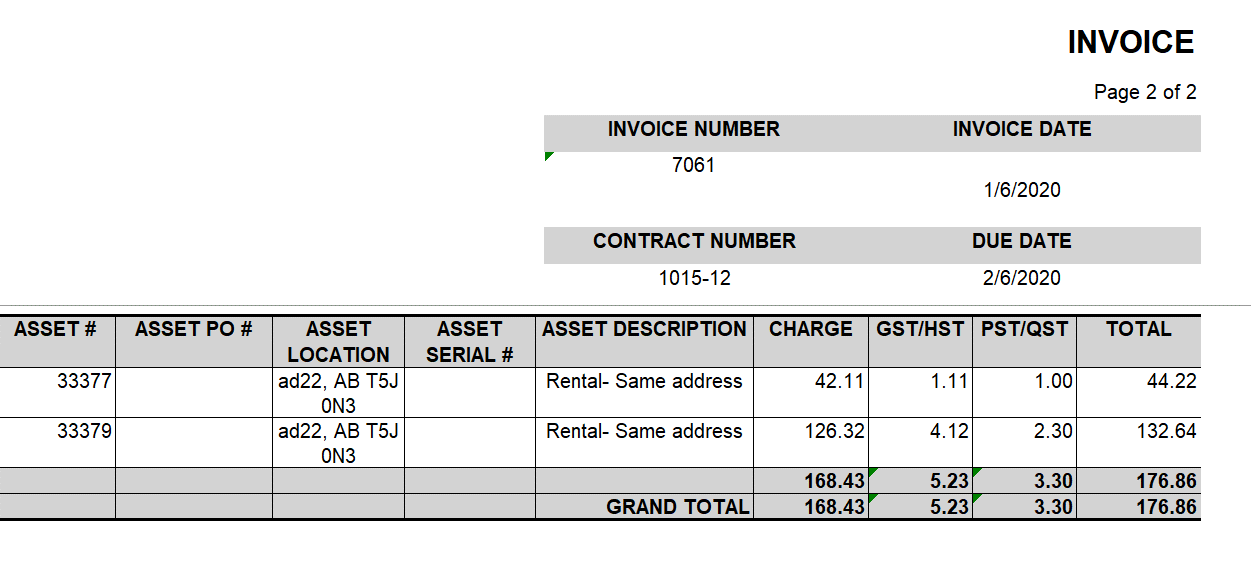 INVOICE
Page 2 of 2
INVOICE NUMBER INVOICE DATE
7061
1/6/2020
CONTRACT NUMBER DUE DATE
1015-12 2/6/2020
ASSET # ASSET PO # ASSET ASSET ASSET DESCRIPTION CHARGE GST/HST PST/QST TOTAL
LOCATION SERIAL #
33377 ad22, AB T5J Rental- Same address 42.11 1.11 1.00 44.22
0N3
33379 ad22, AB T5J Rental- Same address 126.32 4.12 2.30 132.64
0N3
168.43 5.23 3.30 176.86
GRAND TOTAL 168.43 5.23 3.30 176.86